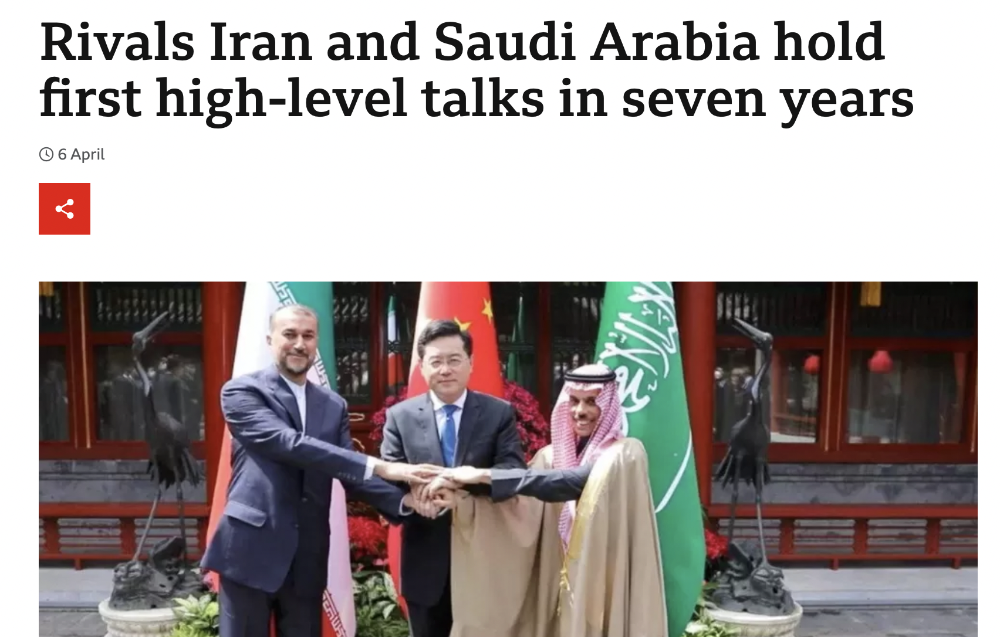 Rivals Iran and Saudi Arabia hold
first high-level talks in seven years
6 April